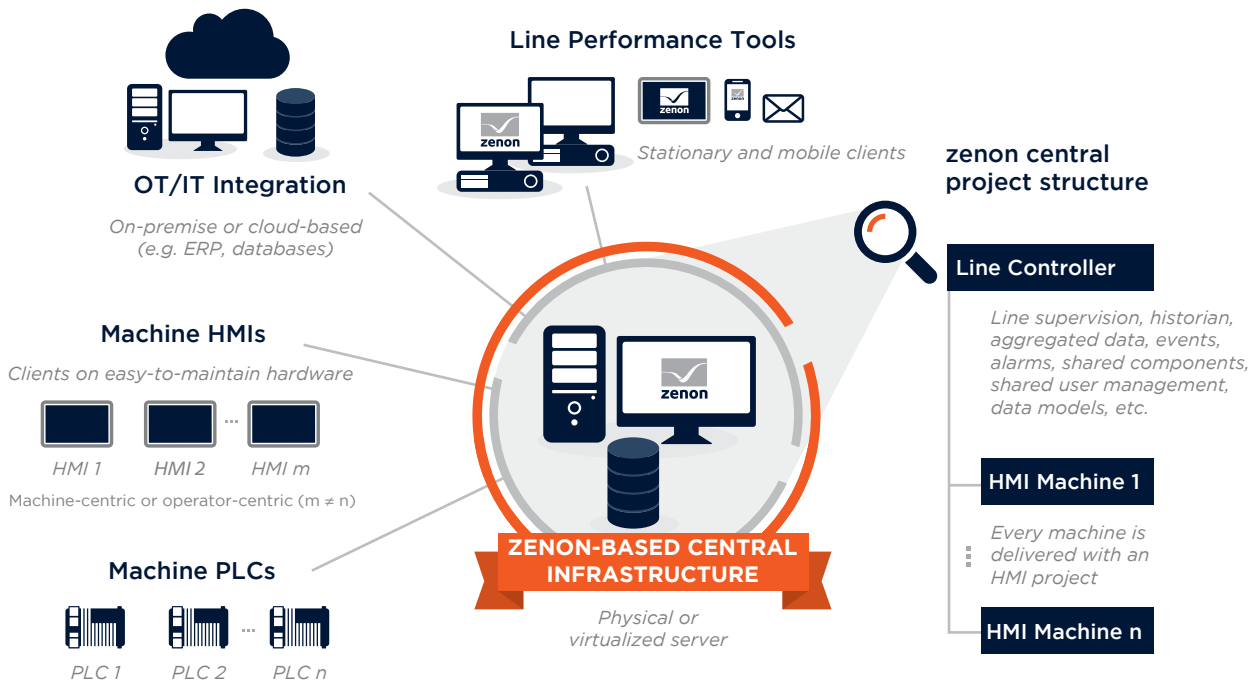 Line Performance Tools
zenon
zenon
zenon
Stationary and mobile clients
OT/IT Integration
On-premise or cloud-based
(e.g. ERP, databases)
Machine HMIs
Clients on easy-to-maintain hardware
...
HMI 1
HMI 2
HMI m
Machine-centric or operator-centric (m ≠ n)
Machine PLCs
...
PLC 1
PLC 2
PLC n
zenon
ZENON-BASED CENTRAL
INFRASTRUCTURE
Physical or
virtualized server
zenon central
project structure
Line Controller
Line supervision, historian,
aggregated data, events,
alarms, shared components,
shared user management,
data models, etc.
HMI Machine 1
Every machine is
delivered with an
HMI project
HMI Machine n